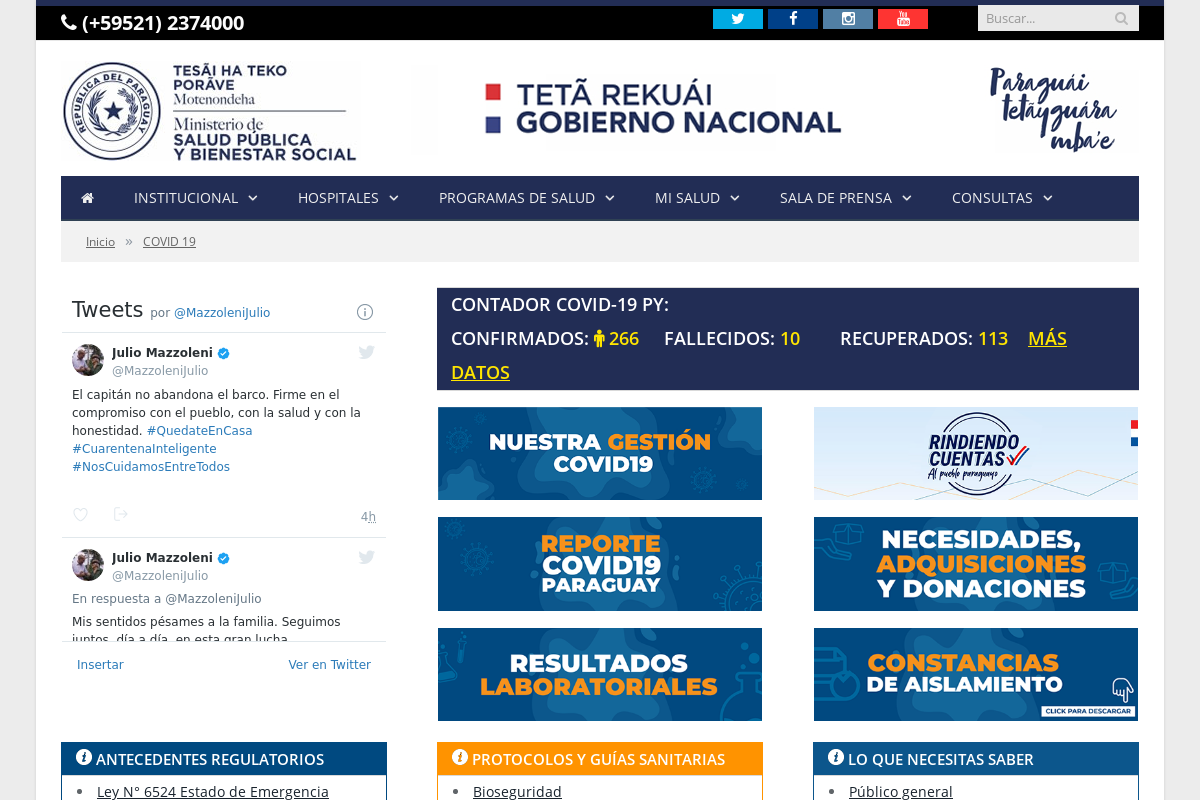 (+59521) 2374000
Buscar...
REPUBLICA DEL PARAGUAY
TESÃI HA TEKO
PORÃVE
Motenondeha
Ministerio de
SALUD PÚBLICA
Y BIENESTAR SOCIAL
TETÃ REKUÁI
GOBIERNO NACIONAL
Paraguái
tetãyguára
mba'e
INSTITUCIONAL HOSPITALES PROGRAMAS DE SALUD MI SALUD SALA DE PRENSA CONSULTAS
Inicio » COVID 19
Tweets por @MazzoleniJulio
Julio Mazzoleni
@MazzoleniJulio
El capitán no abandona el barco. Firme en el
compromiso con el pueblo, con la salud y con la
honestidad. #QuedateEnCasa
#CuarentenaInteligente
#NosCuidamosEntreTodos
4h
Julio Mazzoleni
@MazzoleniJulio
En respuesta a @MazzoleniJulio
Mis sentidos pésames a la familia. Seguimos
juntos, día a día, en esta gran lucha
Insertar Ver en Twitter
CONTADOR COVID-19 PY:
CONFIRMADOS: 266 FALLECIDOS: 10 RECUPERADOS: 113 MÁS
DATOS
NUESTRA GESTIÓN
COVID19
RINDIENDO
CUENTAS
Al pueblo paraguayo
REPORTE
COVID19
PARAGUAY
NECESIDADES,
ADQUISICIONES
Y DONACIONES
RESULTADOS
LABORATORIALES
CONSTANCIAS
DE AISLAMIENTO
CLICK PARA DESCARGAR
ANTECEDENTES REGULATORIOS
Ley N° 6524 Estado de Emergencia
PROTOCOLOS Y GUÍAS SANITARIAS
Bioseguridad
LO QUE NECESITAS SABER
Público general